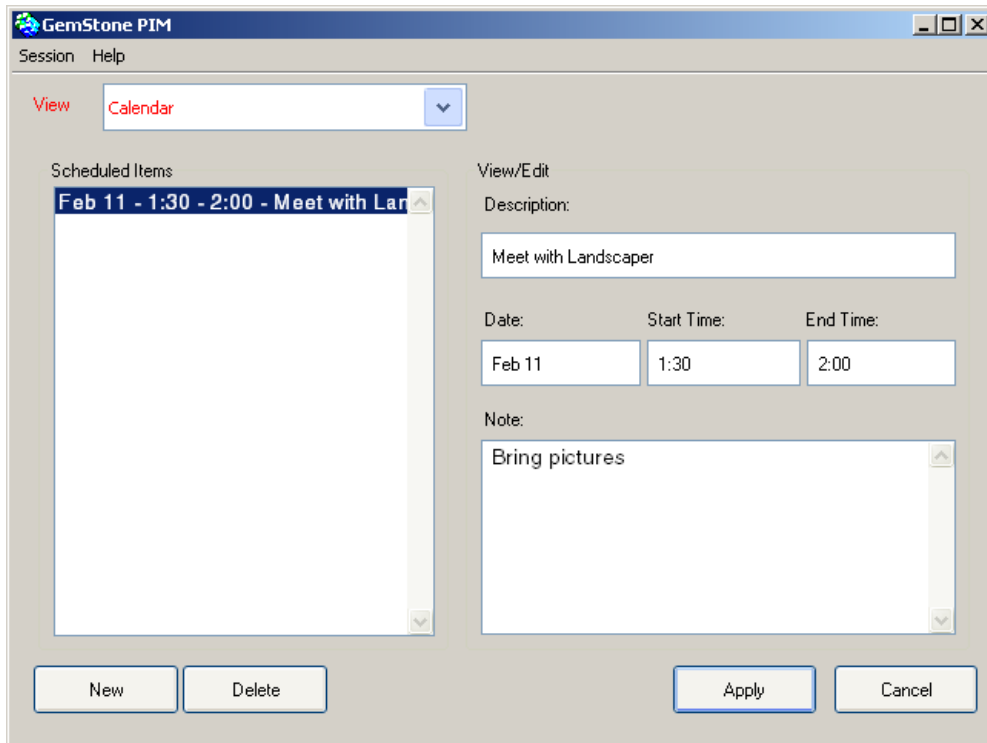 GemStone PIM
Session Help
View Calendar
Scheduled Items
Feb 11 - 1:30 - 2:00 - Meet with Lan
View/Edit
Description:
Meet with Landscaper
Date: Start Time: End Time:
Feb 11 1:30 2:00
Note:
Bring pictures
New Delete Apply Cancel